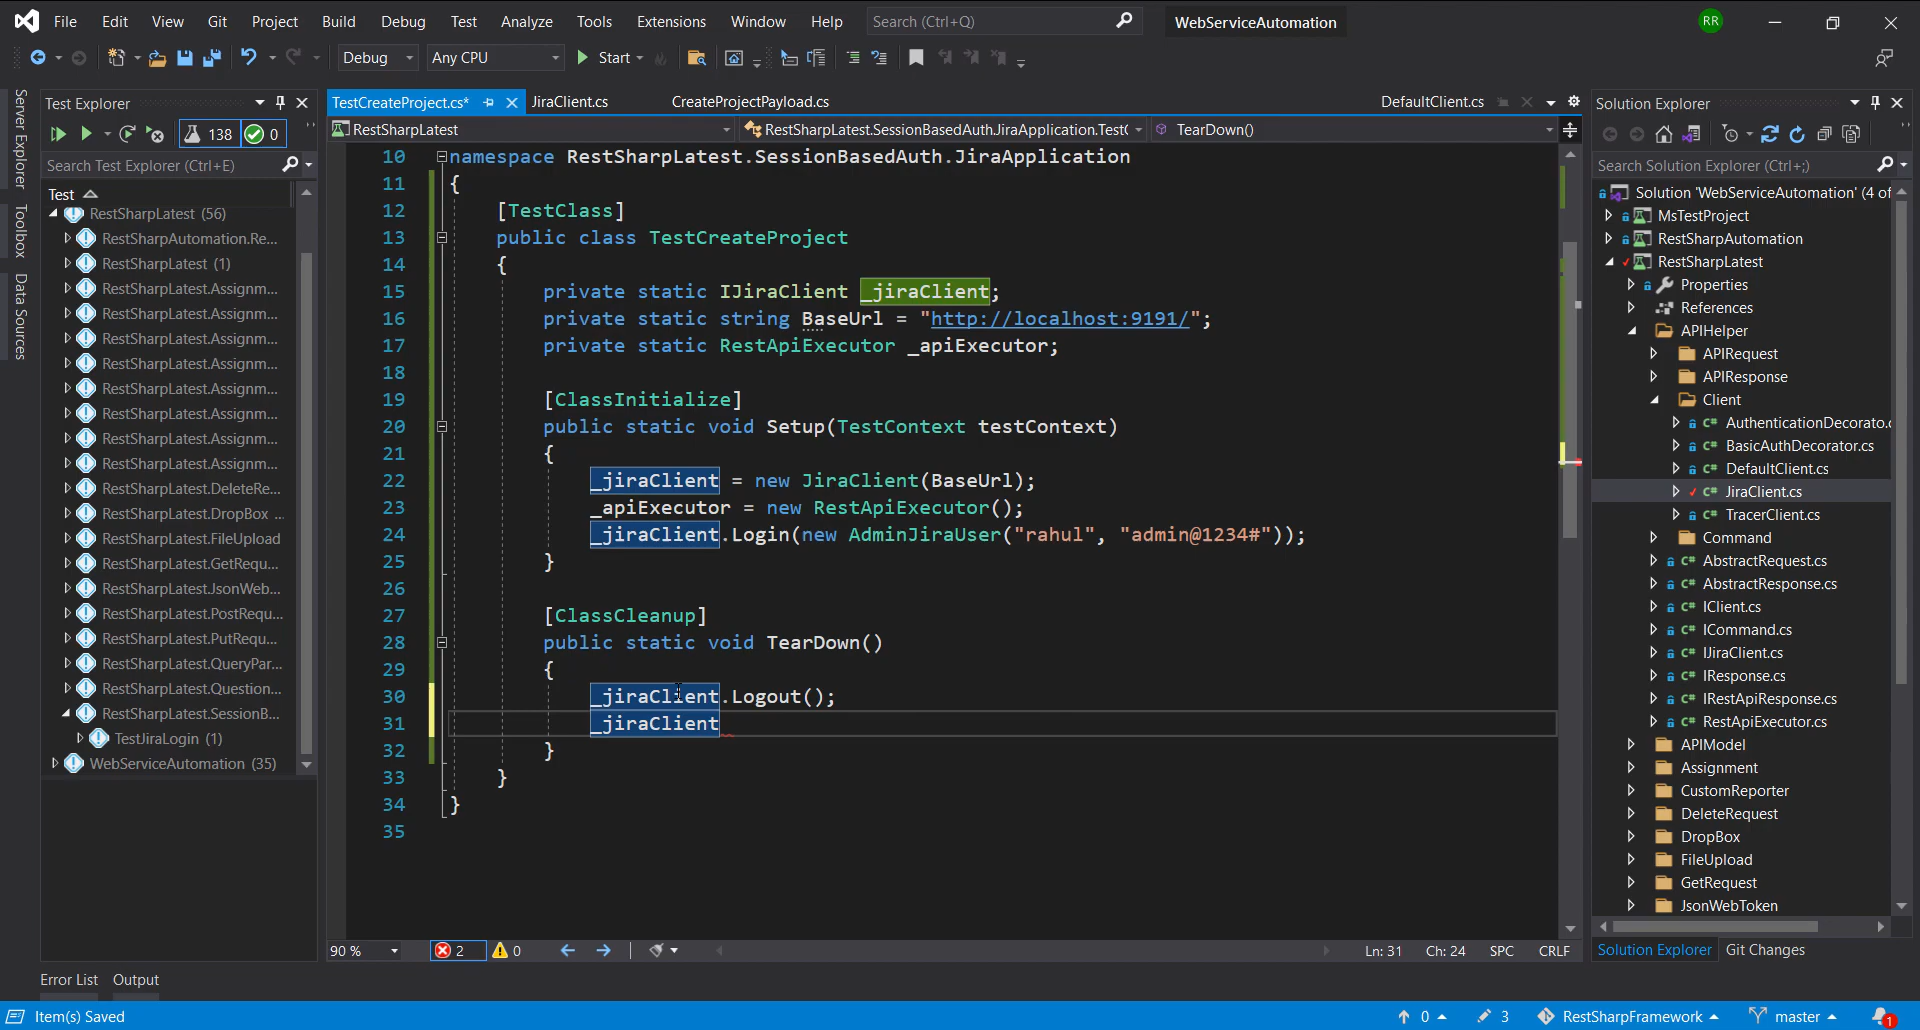 File Edit View Git Project Build Debug Test Analyze Tools Extensions Window Help Search (Ctrl+Q) WebServiceAutomation RR
Debug Any CPU Start
Server Explorer
Toolbox
Data Sources
Test Explorer
138 0
Search Test Explorer (Ctrl+E)
Test
RestSharpLatest (56)
RestSharpAutomation.Re...
RestSharpLatest (1)
RestSharpLatest.Assignm...
RestSharpLatest.Assignm...
RestSharpLatest.Assignm...
RestSharpLatest.Assignm...
RestSharpLatest.Assignm...
RestSharpLatest.Assignm...
RestSharpLatest.Assignm...
RestSharpLatest.Assignm...
RestSharpLatest.DeleteRe...
RestSharpLatest.DropBox ...
RestSharpLatest.FileUpload
RestSharpLatest.GetRequ...
RestSharpLatest.JsonWeb...
RestSharpLatest.PostRequ...
RestSharpLatest.PutRequ...
RestSharpLatest.QueryPar...
RestSharpLatest.Question...
RestSharpLatest.SessionB...
TestJiraLogin (1)
WebServiceAutomation (35)
TestCreateProject.cs* JiraClient.cs CreateProjectPayload.cs DefaultClient.cs
RestSharpLatest RestSharpLatest.SessionBasedAuth.JiraApplication.Test( TearDown()
10 namespace RestSharpLatest.SessionBasedAuth.JiraApplication
11 {
12 [TestClass]
13 public class TestCreateProject
14 {
15 private static IJiraClient _jiraClient;
16 private static string BaseUrl = "http://localhost:9191/";
17 private static RestApiExecutor _apiExecutor;
18
19 [ClassInitialize]
20 public static void Setup(TestContext testContext)
21 {
22 _jiraClient = new JiraClient(BaseUrl);
23 _apiExecutor = new RestApiExecutor();
24 _jiraClient.Login(new AdminJiraUser("rahul", "admin@1234#"));
25 }
26
27 [ClassCleanup]
28 public static void TearDown()
29 {
30 _jiraClient.Logout();
31 _jiraClient
32 }
33 }
34 }
35
90 % 2 0 Ln: 31 Ch: 24 SPC CRLF
Solution Explorer
Search Solution Explorer (Ctrl+;)
Solution 'WebServiceAutomation' (4 of
MsTestProject
RestSharpAutomation
RestSharpLatest
Properties
References
APIHelper
APIRequest
APIResponse
Client
AuthenticationDecorato.
BasicAuthDecorator.cs
DefaultClient.cs
JiraClient.cs
TracerClient.cs
Command
AbstractRequest.cs
AbstractResponse.cs
IClient.cs
ICommand.cs
IJiraClient.cs
IResponse.cs
IRestApiResponse.cs
RestApiExecutor.cs
APIModel
Assignment
CustomReporter
DeleteRequest
DropBox
FileUpload
GetRequest
JsonWebToken
Solution Explorer Git Changes
Error List Output
Item(s) Saved 0 3 RestSharpFramework master 1